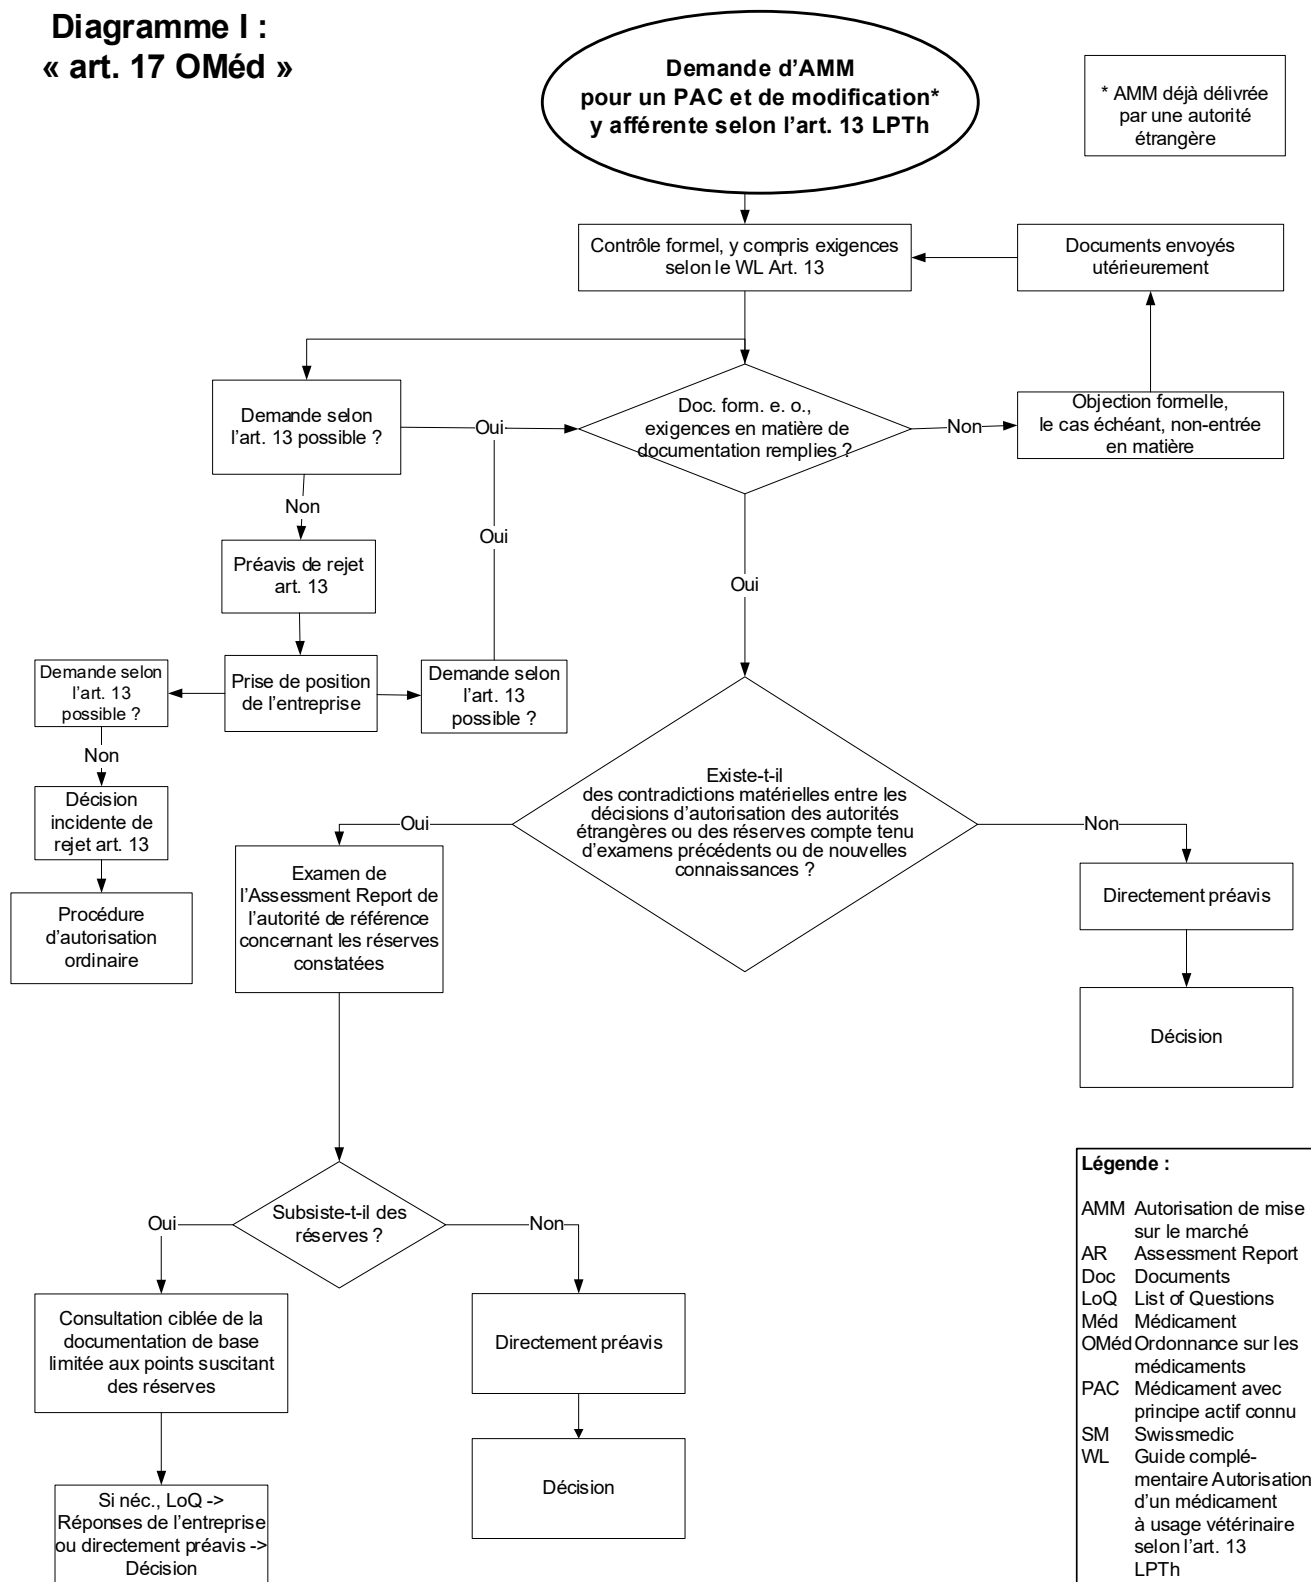 Diagramme I :
« art. 17 OMéd »
Demande d’AMM
pour un PAC et de modification*
y afférente selon l’art. 13 LPTh
* AMM déjà délivrée
par une autorité
étrangère
Contrôle formel, y compris exigences
selon le WL Art. 13
Documents envoyés
utérieurement
Demande selon
l’art. 13 possible ?
Oui
Doc. form. e. o.,
exigences en matière de
documentation remplies ?
Non
Objection formelle,
le cas échéant, non-entrée
en matière
Non
Oui
Préavis de rejet
art. 13
Oui
Demande selon
l’art. 13
possible ?
Prise de position
de l’entreprise
Demande selon
l’art. 13
possible ?
Non
Décision
incidente de
rejet art. 13
Procédure
d’autorisation
ordinaire
Existe-t-il
des contradictions matérielles entre les
décisions d’autorisation des autorités
étrangères ou des réserves compte tenu
d’examens précédents ou de nouvelles
connaissances ?
Oui
Non
Examen de
l’Assessment Report de
l’autorité de référence
concernant les réserves
constatées
Directement préavis
Décision
Subsiste-t-il des
réserves ?
Oui
Non
Consultation ciblée de la
documentation de base
limitée aux points suscitant
des réserves
Directement préavis
Si néc., LoQ ->
Réponses de l’entreprise
ou directement préavis ->
Décision
Décision
Légende :
AMM Autorisation de mise
sur le marché
AR Assessment Report
Doc Documents
LoQ List of Questions
Méd Médicament
OMéd Ordonnance sur les
médicaments
PAC Médicament avec
principe actif connu
SM Swissmedic
WL Guide complé-
mentaire Autorisation
d’un médicament
à usage vétérinaire
selon l’art. 13
LPTh